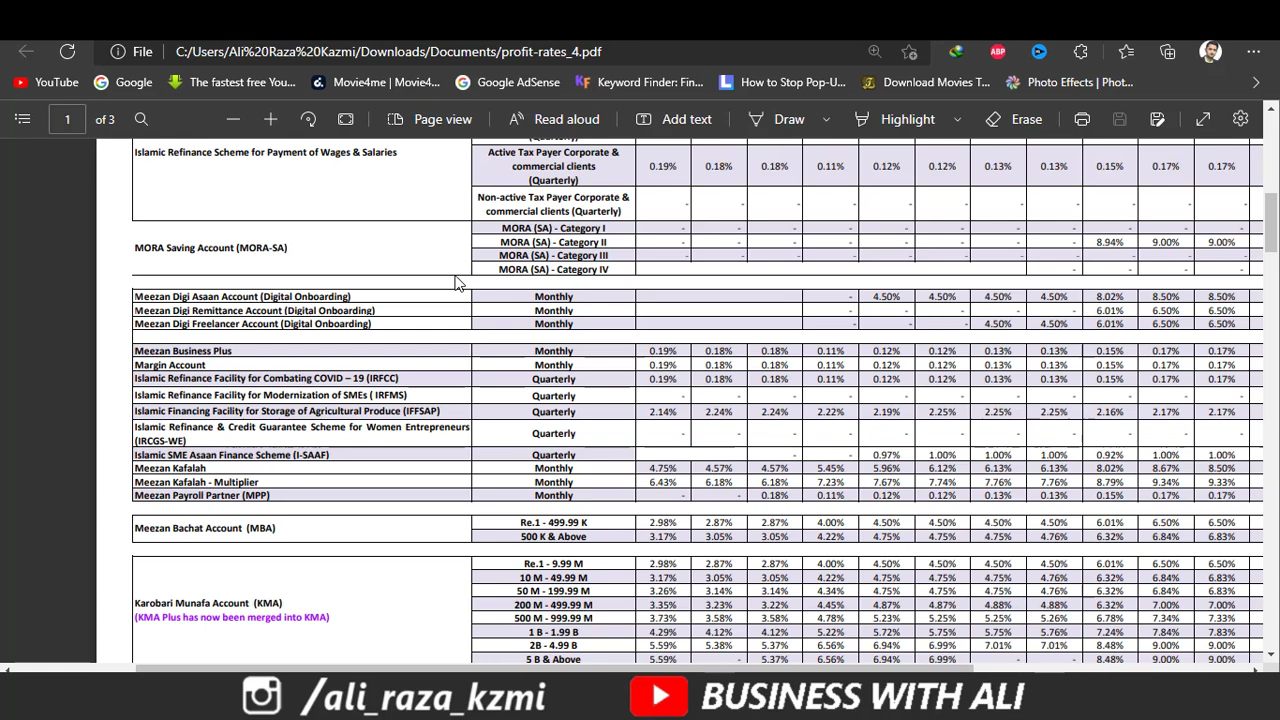 File C:/Users/Ali%20Raza%20Kazmi/Downloads/Documents/profit-rates_4.pdf ABP
YouTube Google The fastest free You... Movie4me | Movie4... Google AdSense Keyword Finder: Fin... How to Stop Pop-U... Download Movies T... Photo Effects | Phot...
1 of 3 Page view Read aloud Add text Draw Highlight Erase
Islamic Refinance Scheme for Payment of Wages & Salaries
Active Tax Payer Corporate &
commercial clients
(Quarterly)
0.19% 0.18% 0.18% 0.11% 0.12% 0.12% 0.13% 0.13% 0.15% 0.17% 0.17%
Non-active Tax Payer Corporate &
commercial clients (Quarterly)
- - - - - - - - - - -
MORA Saving Account (MORA-SA)
MORA (SA) - Category I - - - - - - - - - - -
MORA (SA) - Category II - - - - - - - - 8.94% 9.00% 9.00%
MORA (SA) - Category III - - - - - - - - - - -
MORA (SA) - Category IV - - -
Meezan Digi Asaan Account (Digital Onboarding) Monthly - 4.50% 4.50% 4.50% 4.50% 8.02% 8.50% 8.50%
Meezan Digi Remittance Account (Digital Onboarding) Monthly - - - - - 6.01% 6.50% 6.50%
Meezan Digi Freelancer Account (Digital Onboarding) Monthly - - - 4.50% 4.50% 6.01% 6.50% 6.50%
Meezan Business Plus Monthly 0.19% 0.18% 0.18% 0.11% 0.12% 0.12% 0.13% 0.13% 0.15% 0.17% 0.17%
Margin Account Monthly 0.19% 0.18% 0.18% 0.11% 0.12% 0.12% 0.13% 0.13% 0.15% 0.17% 0.17%
Islamic Refinance Facility for Combating COVID – 19 (IRFCC) Quarterly 0.19% 0.18% 0.18% 0.11% 0.12% 0.12% 0.13% 0.13% 0.15% 0.17% 0.17%
Islamic Refinance Facility for Modernization of SMEs ( IRFMS) Quarterly - - - - - - - - - - -
Islamic Financing Facility for Storage of Agricultural Produce (IFFSAP) Quarterly 2.14% 2.24% 2.24% 2.22% 2.19% 2.25% 2.25% 2.25% 2.16% 2.17% 2.17%
Islamic Refinance & Credit Guarantee Scheme for Women Entrepreneurs
(IRCGS-WE) Quarterly - - - - - - - - - - -
Islamic SME Asaan Finance Scheme (I-SAAF) Quarterly - - 0.97% 1.00% 1.00% 1.00% 0.92% 1.00% 1.00%
Meezan Kafalah Monthly 4.75% 4.57% 4.57% 5.45% 5.96% 6.12% 6.13% 6.13% 8.02% 8.67% 8.50%
Meezan Kafalah - Multiplier Monthly 6.43% 6.18% 6.18% 7.23% 7.67% 7.74% 7.76% 7.76% 8.79% 9.34% 9.33%
Meezan Payroll Partner (MPP) Monthly - - 0.18% 0.11% 0.12% 0.12% 0.13% 0.13% 0.15% 0.17% 0.17%
Meezan Bachat Account (MBA)
Re.1 - 499.99 K 2.98% 2.87% 2.87% 4.00% 4.50% 4.50% 4.50% 4.50% 6.01% 6.50% 6.50%
500 K & Above 3.17% 3.05% 3.05% 4.22% 4.75% 4.75% 4.75% 4.76% 6.32% 6.84% 6.83%
Karobari Munafa Account (KMA)
(KMA Plus has now been merged into KMA)
Re.1 - 9.99 M 2.98% 2.87% 2.87% 4.00% 4.50% 4.50% 4.50% 4.50% 6.01% 6.50% 6.50%
10 M - 49.99 M 3.17% 3.05% 3.05% 4.22% 4.75% 4.75% 4.75% 4.76% 6.32% 6.84% 6.83%
50 M - 199.99 M 3.26% 3.14% 3.14% 4.34% 4.75% 4.75% 4.75% 4.76% 6.32% 6.84% 6.83%
200 M - 499.99 M 3.35% 3.23% 3.22% 4.45% 4.87% 4.87% 4.88% 4.88% 6.32% 7.00% 7.00%
500 M - 999.99 M 3.73% 3.58% 3.58% 4.78% 5.23% 5.25% 5.25% 5.26% 6.78% 7.34% 7.33%
1 B - 1.99 B 4.29% 4.12% 4.12% 5.22% 5.72% 5.75% 5.75% 5.76% 7.24% 7.84% 7.83%
2B - 4.99 B 5.59% 5.38% 5.37% 6.56% 6.94% 6.99% 7.01% 7.01% 8.48% 9.00% 9.00%
5 B & Above 5.59% - 5.37% 6.56% 6.94% 6.99% - - 8.48% 9.00% 9.00%
/ali_raza_kzmi BUSINESS WITH ALI